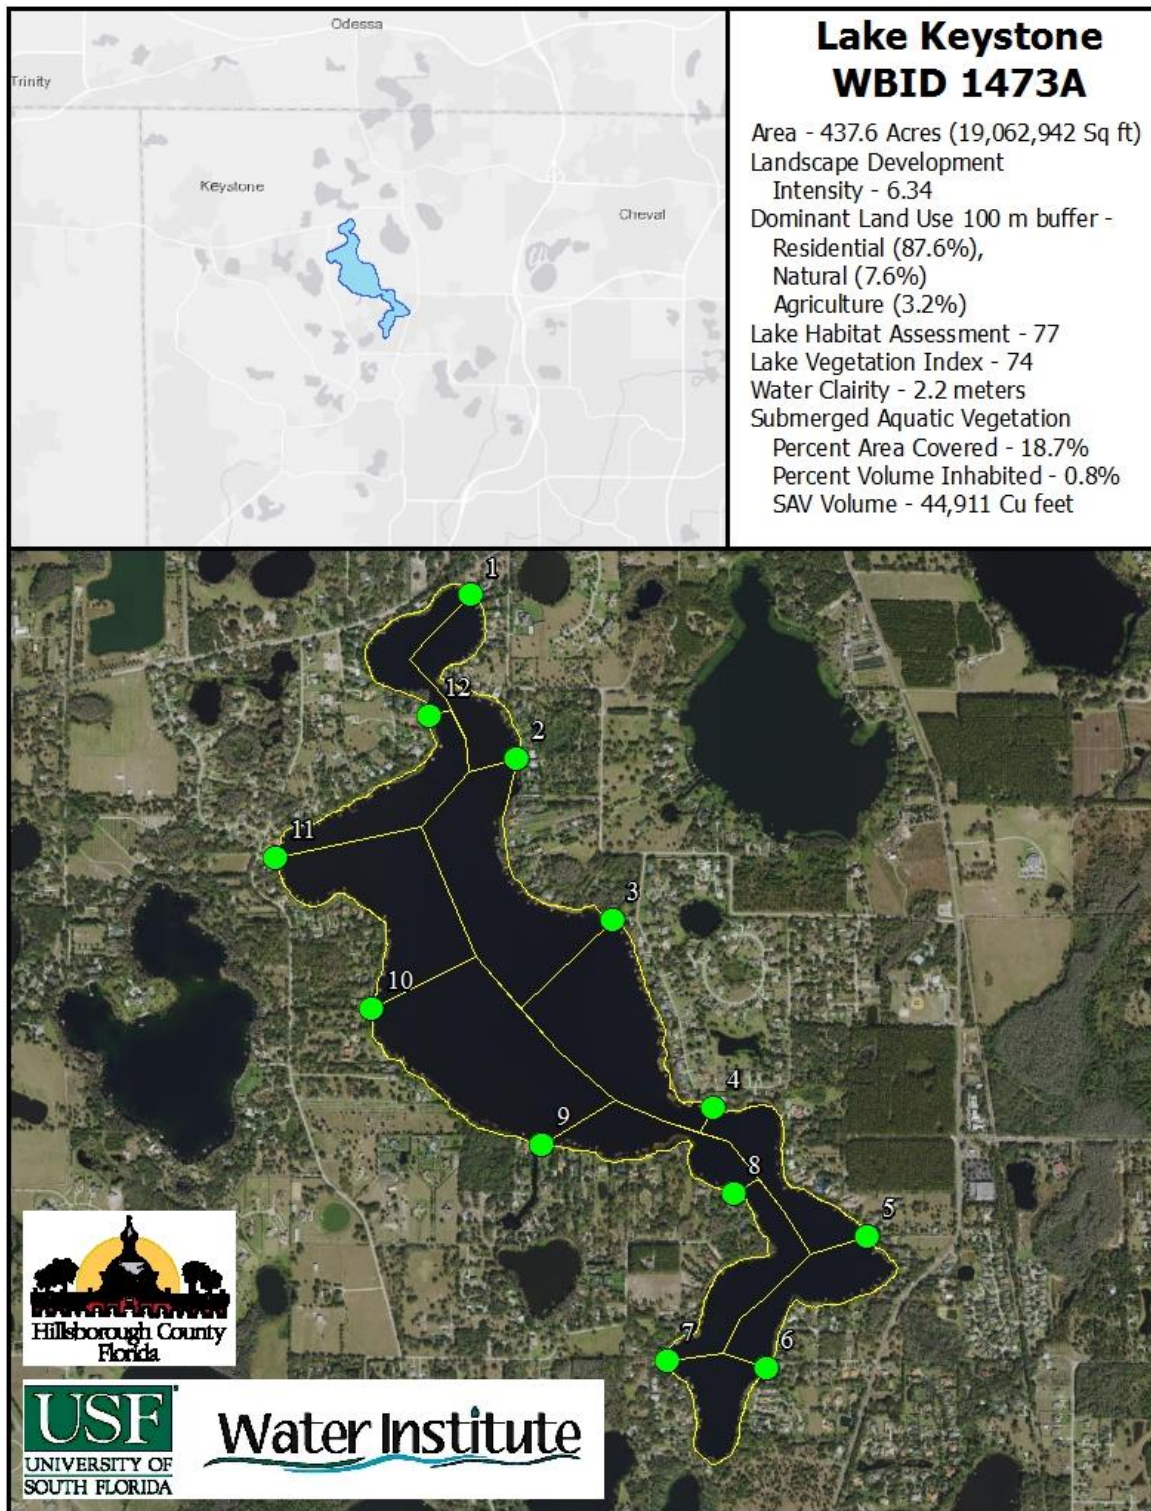 Odessa
Trinity
Keystone
Cheval
Lake Keystone
WBID 1473A
Area - 437.6 Acres (19,062,942 Sq ft)
Landscape Development
Intensity - 6.34
Dominant Land Use 100 m buffer -
Residential (87.6%),
Natural (7.6%)
Agriculture (3.2%)
Lake Habitat Assessment - 77
Lake Vegetation Index - 74
Water Clairity - 2.2 meters
Submerged Aquatic Vegetation
Percent Area Covered - 18.7%
Percent Volume Inhabited - 0.8%
SAV Volume - 44,911 Cu feet
1
12
2
11
3
10
4
9
8
5
7
6
Hillsborough County
Florida
USF
UNIVERSITY OF
SOUTH FLORIDA
Water Institute